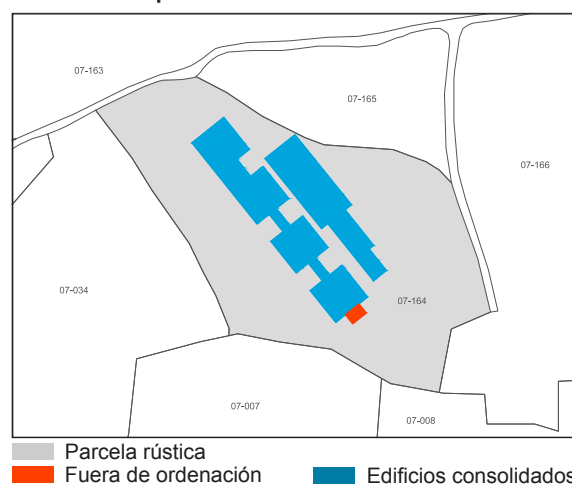 07-163
07-165
07-166
07-034
07-164
07-007
07-008
Parcela rústica
Fuera de ordenación
Edificios consolidados